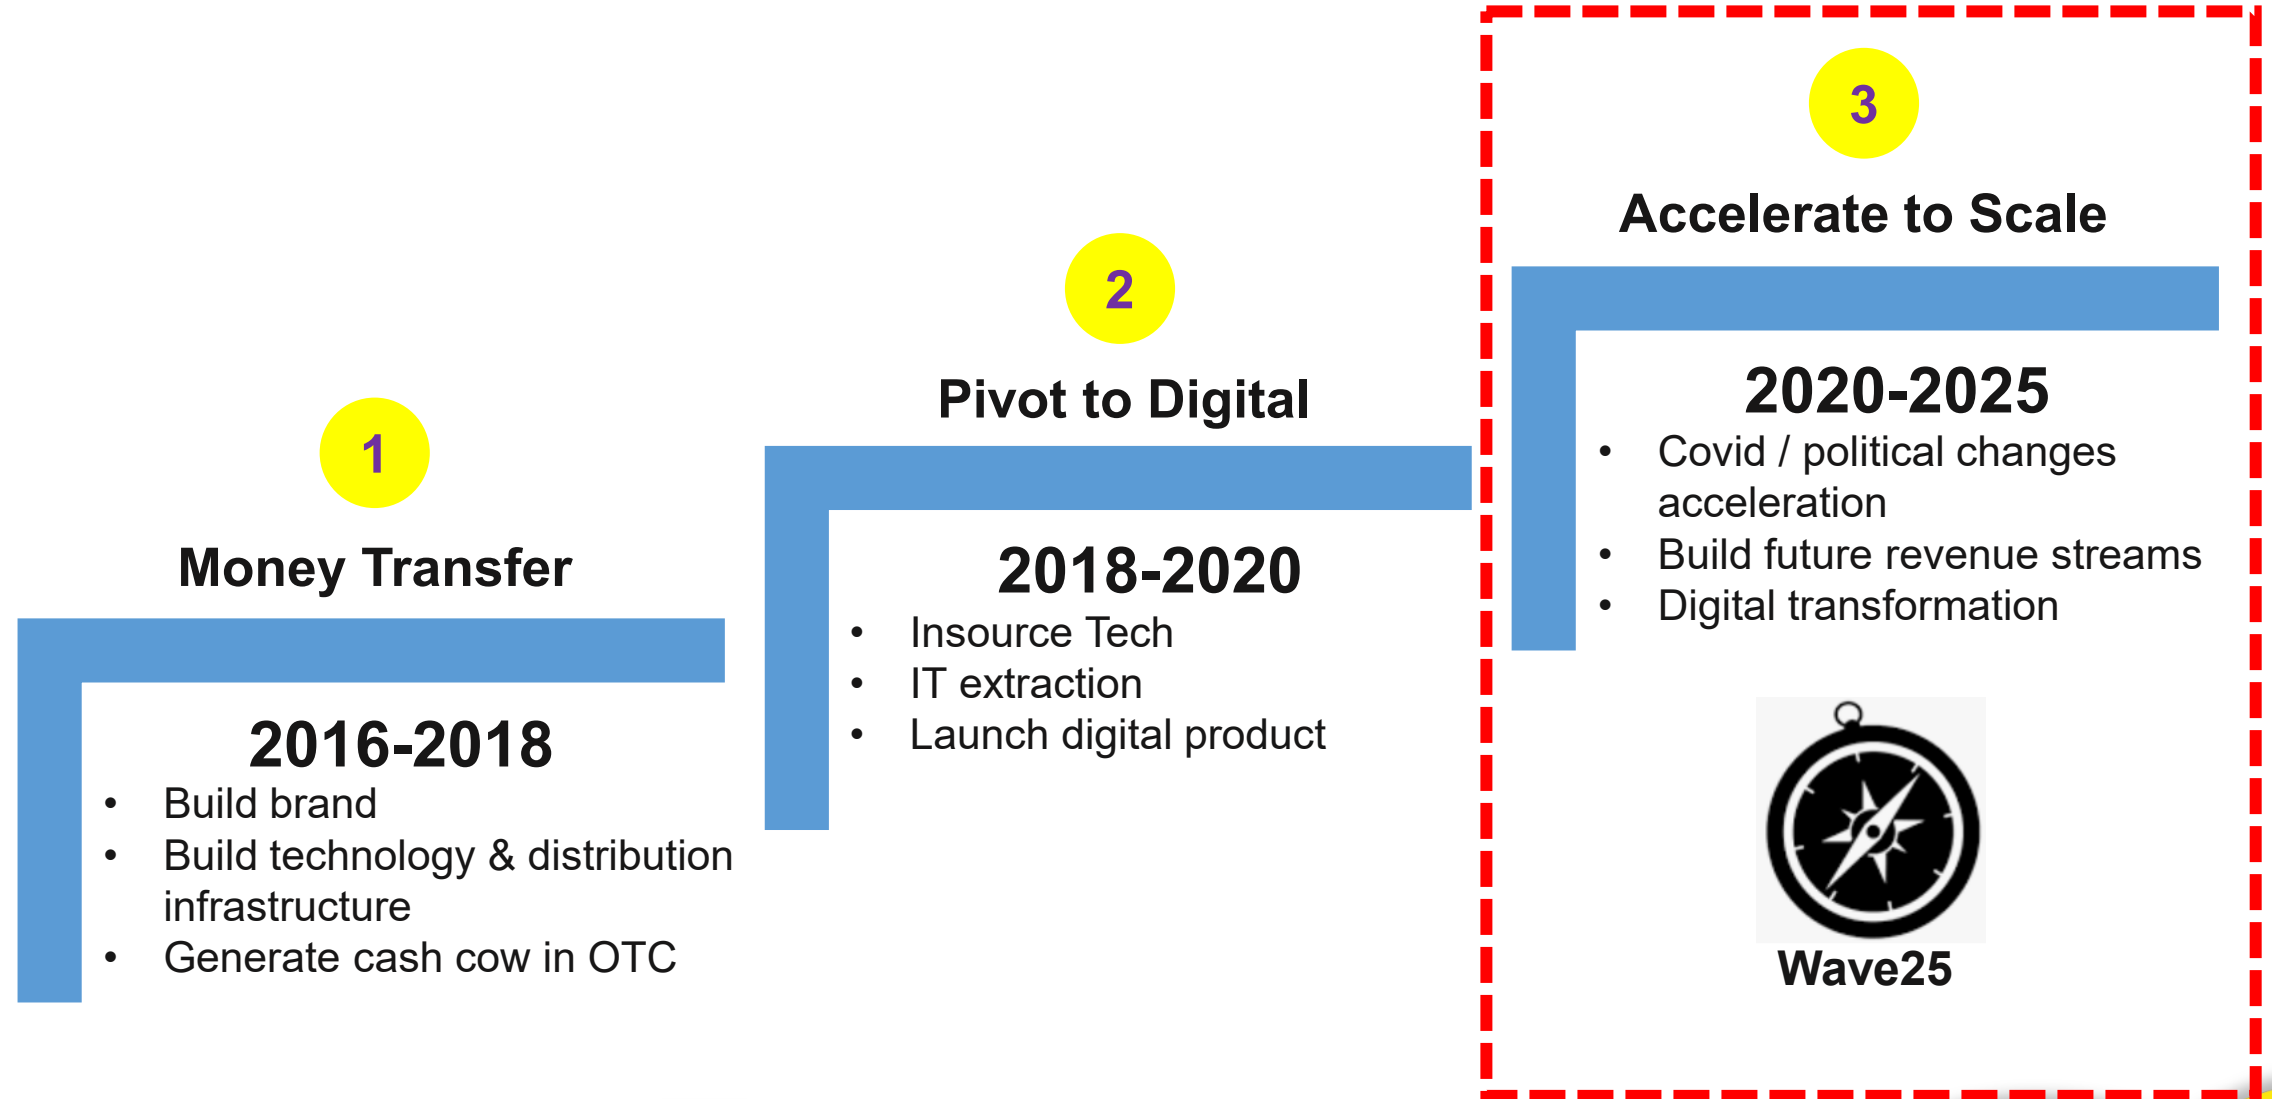 1
Money Transfer
2016-2018
• Build brand
• Build technology & distribution
infrastructure
• Generate cash cow in OTC
2
Pivot to Digital
2018-2020
• Insource Tech
• IT extraction
• Launch digital product
3
Accelerate to Scale
2020-2025
• Covid / political changes
acceleration
• Build future revenue streams
• Digital transformation
Wave25